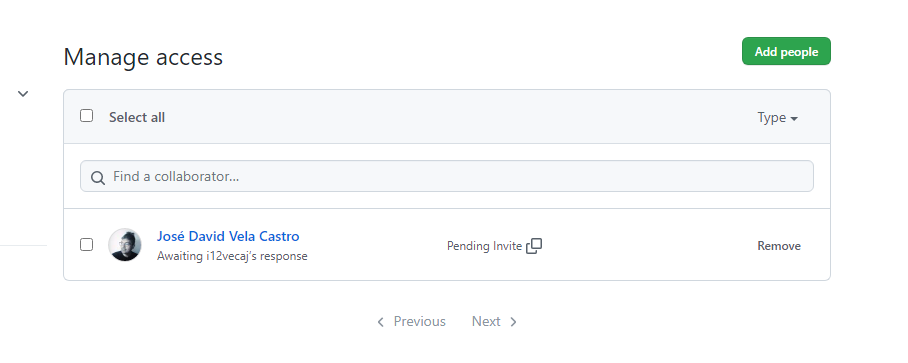 Manage access
Add people
Select all
Type
Find a collaborator...
José David Vela Castro
Awaiting i12vecaj's response
Pending Invite
Remove
Previous
Next